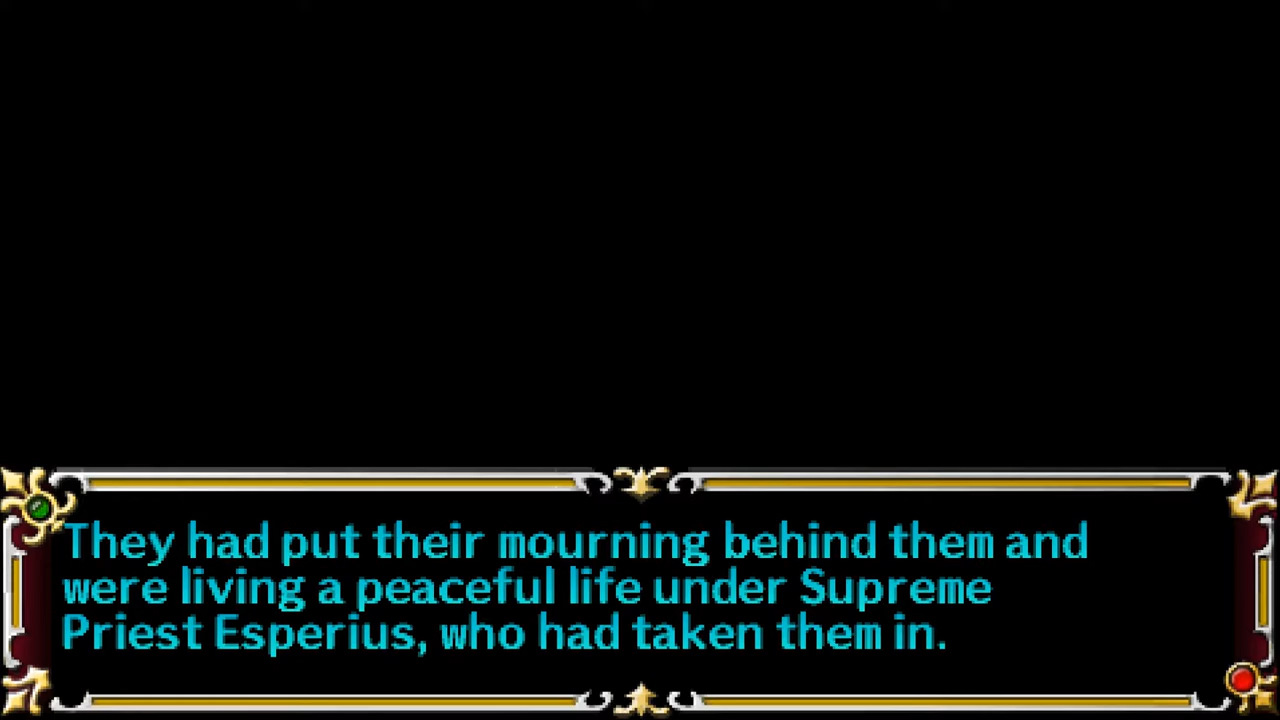 They had put their mourning behind them and
were living a peaceful life under Supreme
Priest Esperius, who had taken them in.